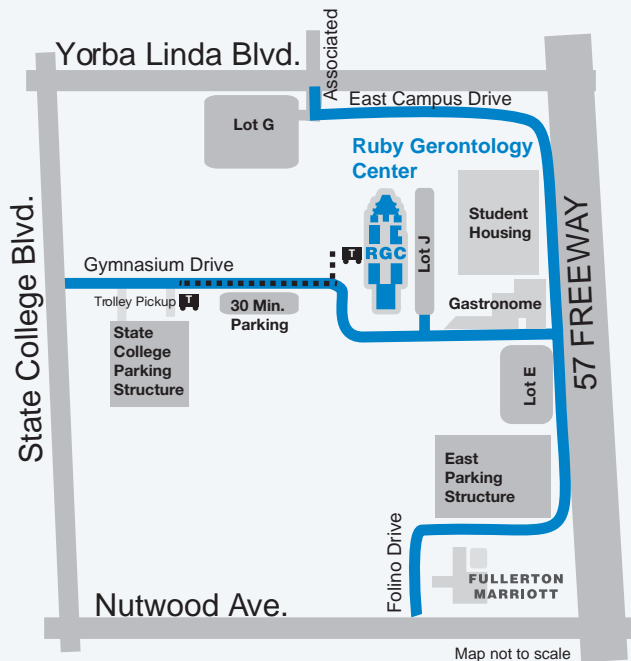 Yorba Linda Blvd.
Associated
East Campus Drive
Lot G
Ruby Gerontology
Center
State College Blvd.
57 FREEWAY
Student
Housing
T
RGC
Lot J
Gymnasium Drive
Trolley Pickup
T
30 Min.
Parking
Gastronome
State
College
Parking
Structure
Lot E
East
Parking
Structure
Folino Drive
FULLERTON
MARRIOTT
Nutwood Ave.
Map not to scale